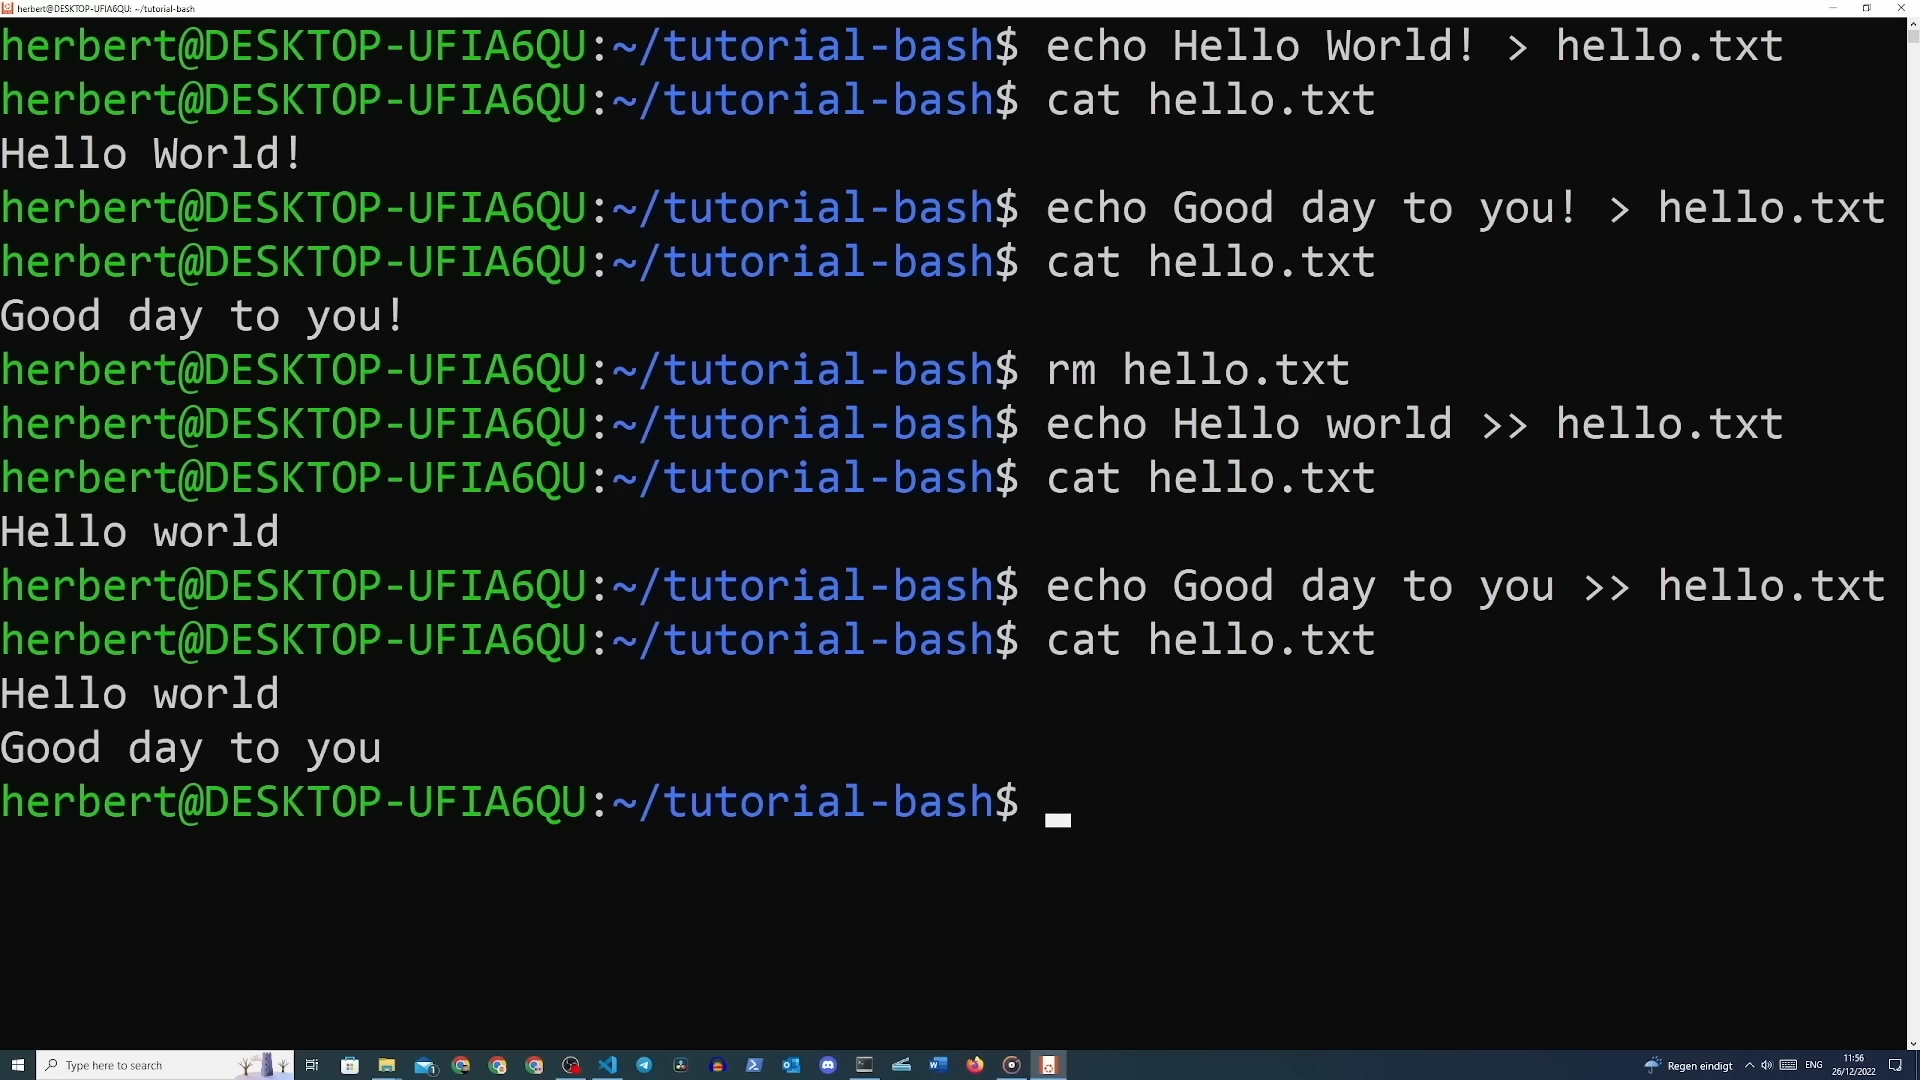 herbert@DESKTOP-UFIA6QU: ~/tutorial-bash
herbert@DESKTOP-UFIA6QU:~/tutorial-bash$ echo Hello World! > hello.txt
herbert@DESKTOP-UFIA6QU:~/tutorial-bash$ cat hello.txt
Hello World!
herbert@DESKTOP-UFIA6QU:~/tutorial-bash$ echo Good day to you! > hello.txt
herbert@DESKTOP-UFIA6QU:~/tutorial-bash$ cat hello.txt
Good day to you!
herbert@DESKTOP-UFIA6QU:~/tutorial-bash$ rm hello.txt
herbert@DESKTOP-UFIA6QU:~/tutorial-bash$ echo Hello world >> hello.txt
herbert@DESKTOP-UFIA6QU:~/tutorial-bash$ cat hello.txt
Hello world
herbert@DESKTOP-UFIA6QU:~/tutorial-bash$ echo Good day to you >> hello.txt
herbert@DESKTOP-UFIA6QU:~/tutorial-bash$ cat hello.txt
Hello world
Good day to you
herbert@DESKTOP-UFIA6QU:~/tutorial-bash$
Type here to search
Regen eindigt
ENG
11:56
26/12/2022